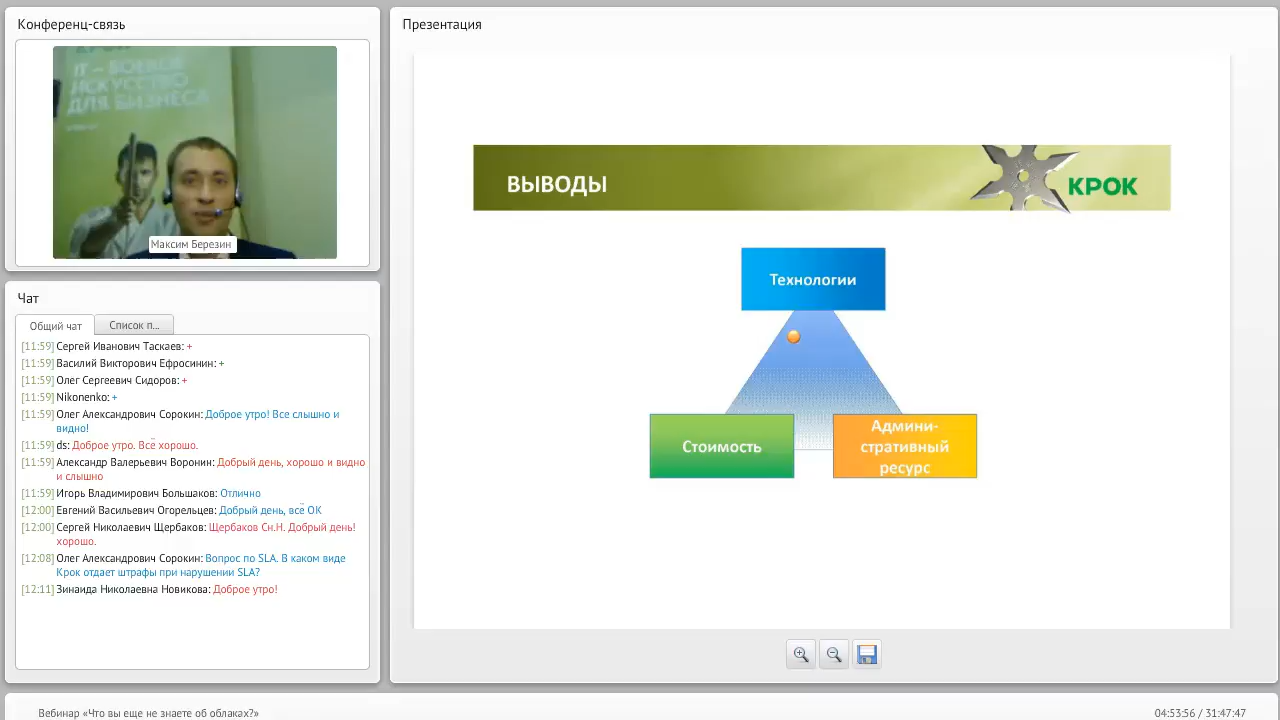 Конференц-связь
IT – БОЕВОЕ
ИСКУССТВО
ДЛЯ БИЗНЕСА
Максим Березин
Чат
Общий чат
Список п...
[11:59] Сергей Иванович Таскаев: +
[11:59] Василий Викторович Ефросинин: +
[11:59] Олег Сергеевич Сидоров: +
[11:59] Nikonenko: +
[11:59] Олег Александрович Сорокин: Доброе утро! Все слышно и
видно!
[11:59] ds: Доброе утро. Всё хорошо.
[11:59] Александр Валерьевич Воронин: Добрый день, хорошо и видно
и слышно
[11:59] Игорь Владимирович Большаков: Отлично
[12:00] Евгений Васильевич Огорельцев: Добрый день, всё ОК
[12:00] Сергей Николаевич Щербаков: Щербаков Сн.Н. Добрый день!
хорошо.
[12:08] Олег Александрович Сорокин: Вопрос по SLA. В каком виде
Крок отдает штрафы при нарушении SLA?
[12:11] Зинаида Николаевна Новикова: Доброе утро!
Презентация
ВЫВОДЫ
КРОК
Технологии
Стоимость
Админи-
стративный
ресурс
Вебинар «Что вы еще не знаете об облаках?»
04:53:56 / 31:47:47